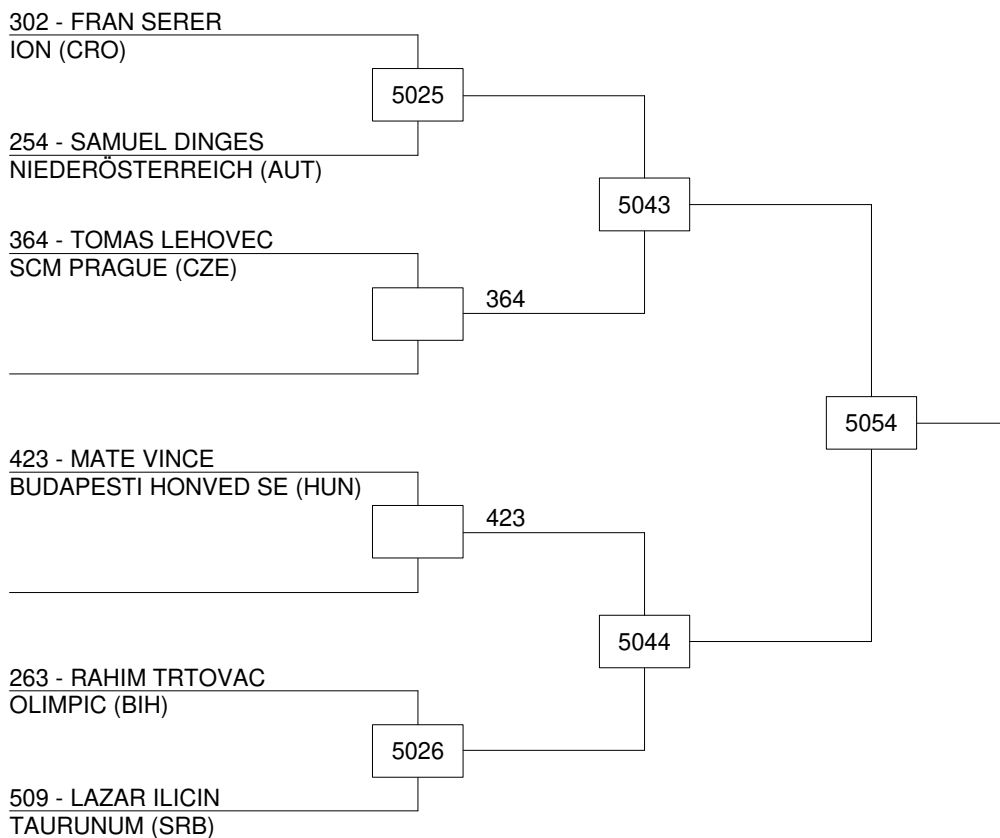 302 - FRAN SERER
ION (CRO)
5025
254 - SAMUEL DINGES
NIEDERÖSTERREICH (AUT)
5043
364 - TOMAS LEHOVEC
SCM PRAGUE (CZE)
364
5054
423 - MATE VINCE
BUDAPESTI HONVED SE (HUN)
423
5044
263 - RAHIM TRTOVAC
OLIMPIC (BIH)
5026
509 - LAZAR ILICIN
TAURUNUM (SRB)